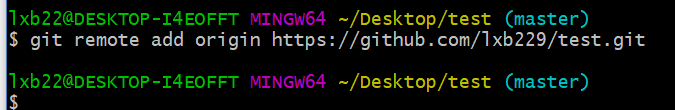 lxb22@DESKTOP-I4EOFFT MINGW64 ~/Desktop/test (master)
$ git remote add origin https://github.com/lxb229/test.git
lxb22@DESKTOP-I4EOFFT MINGW64 ~/Desktop/test (master)
$